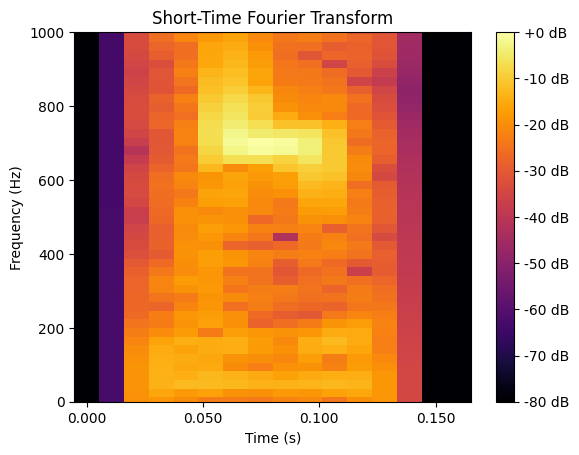 Short-Time Fourier Transform
1000
800
600
400
200
0
Frequency (Hz)
0.000
0.050
0.100
0.150
Time (s)
+0 dB
-10 dB
-20 dB
-30 dB
-40 dB
-50 dB
-60 dB
-70 dB
-80 dB